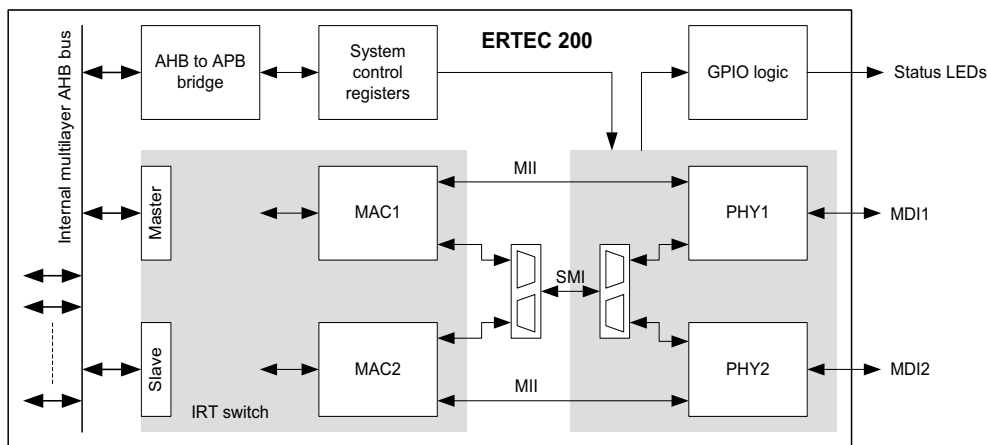 ERTEC 200
Internal multilayer AHB bus
AHB to APB
bridge
System
control
registers
GPIO logic
Status LEDs
Master
MAC1
MII
PHY1
MDI1
SMI
Slave
MAC2
MII
PHY2
MDI2
IRT switch